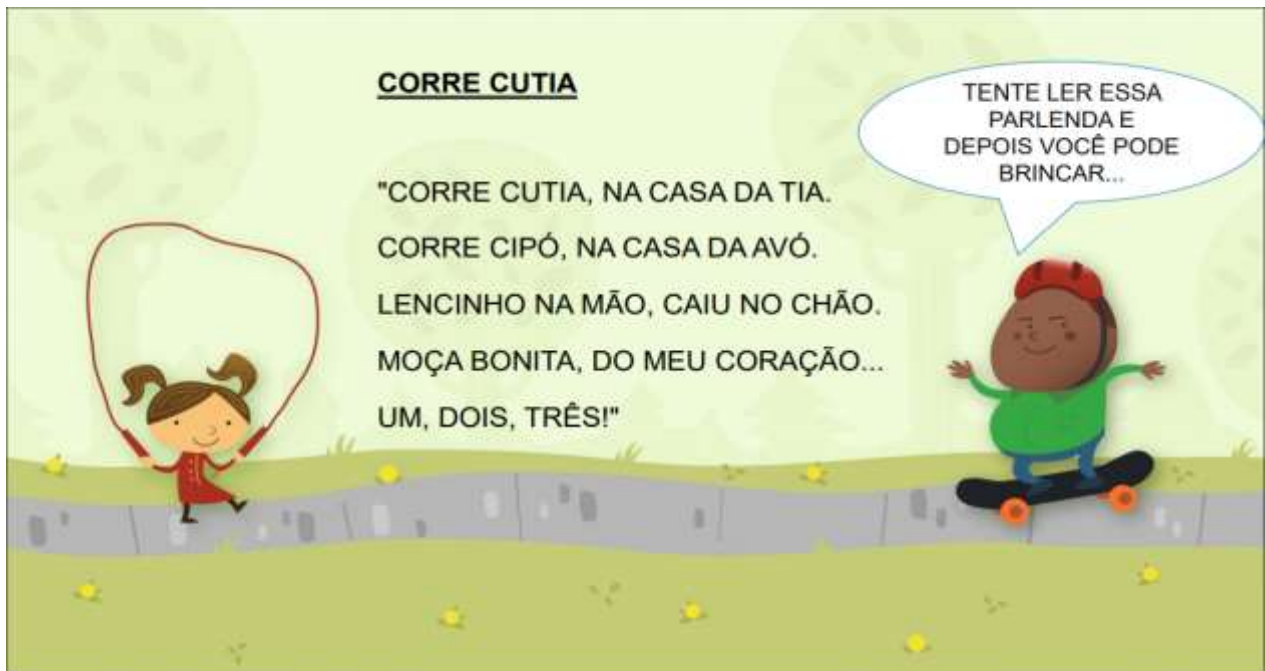 CORRE CUTIA
"CORRE CUTIA, NA CASA DA TIA.
CORRE CIPÓ, NA CASA DA AVÓ.
LENCINHO NA MÃO, CAIU NO CHÃO.
MOÇA BONITA, DO MEU CORAÇÃO...
UM, DOIS, TRÊS!"
TENTE LER ESSA
PARLENDA E
DEPOIS VOCÊ PODE
BRINCAR...